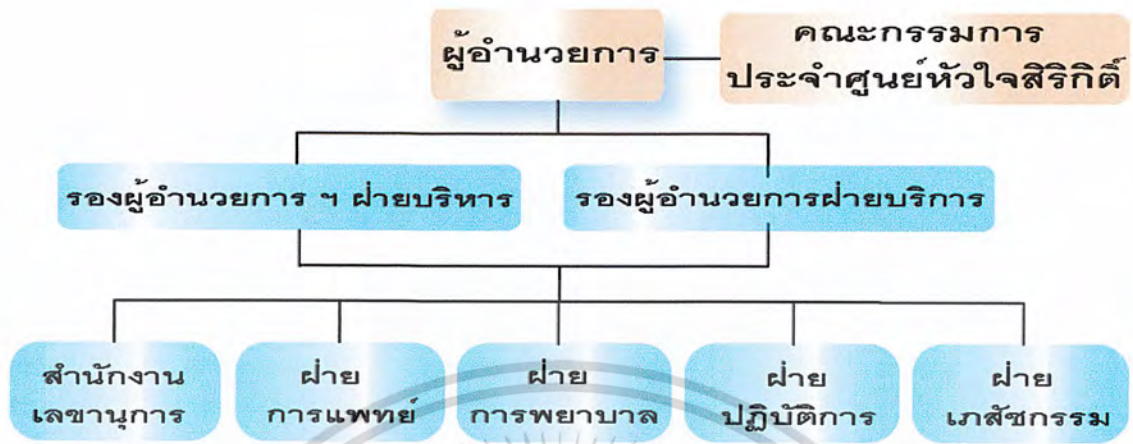 ผู้อำนวยการ
คณะกรรมการ
ประจำศูนย์หัวใจสิริกิติ์
รองผู้อำนวยการ ฯ ฝ่ายบริหาร
รองผู้อำนวยการฝ่ายบริการ
สำนักงาน
เลขานุการ
ฝ่าย
การแพทย์
ฝ่าย
การพยาบาล
ฝ่าย
ปฏิบัติการ
ฝ่าย
เภสัชกรรม